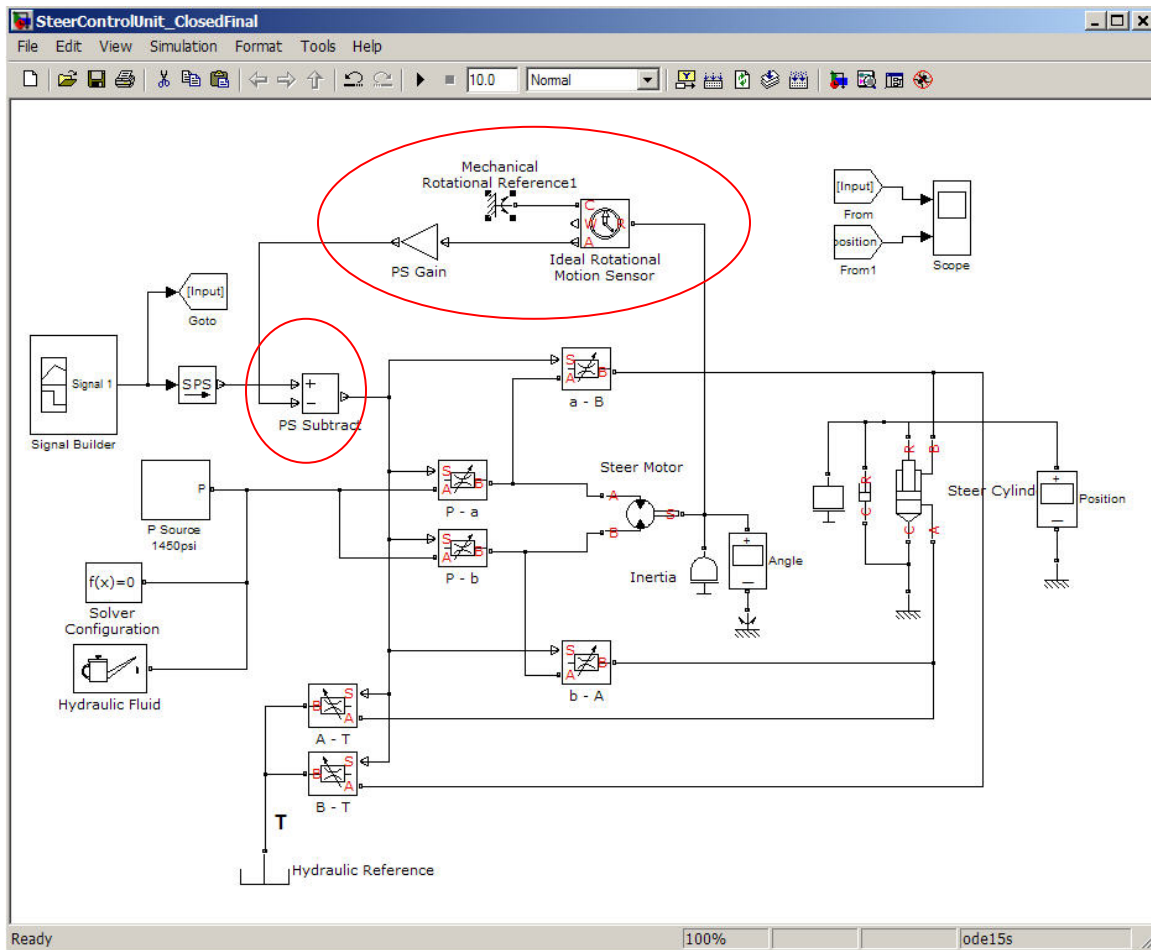 SteerControlUnit_ClosedFinal
File Edit View Simulation Format Tools Help
10.0 Normal
Mechanical
Rotational Reference1
C
W R
A
PS Gain
Ideal Rotational
Motion Sensor
[Input]
From
position
From1
Scope
[Input]
Goto
Signal 1
Signal Builder
SPS
+
−
PS Subtract
S
A B
a - B
P
P Source
1450psi
S
A B
P - a
S
A B
P - b
Steer Motor
A
B
S
Inertia
+
−
Angle
R
C
R
B
C
A
Steer Cylind
+
−
Position
f(x)=0
Solver
Configuration
Hydraulic Fluid
S
A B
b - A
B S
A
A - T
B S
A
B - T
T
Hydraulic Reference
Ready 100% ode15s